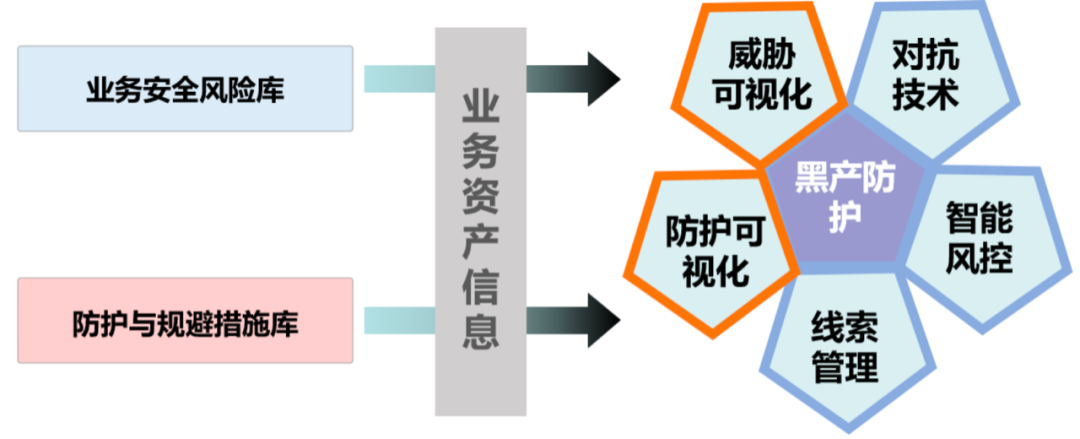 业务安全风险库
防护与规避措施库
业务资产信息
威胁
可视化
对抗
技术
黑产防
护
防护可
视化
智能
风控
线索
管理